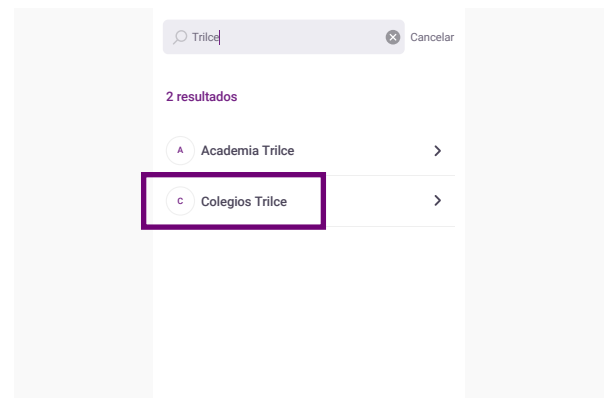 Trilce
Cancelar
2 resultados
A
Academia Trilce
C
Colegios Trilce